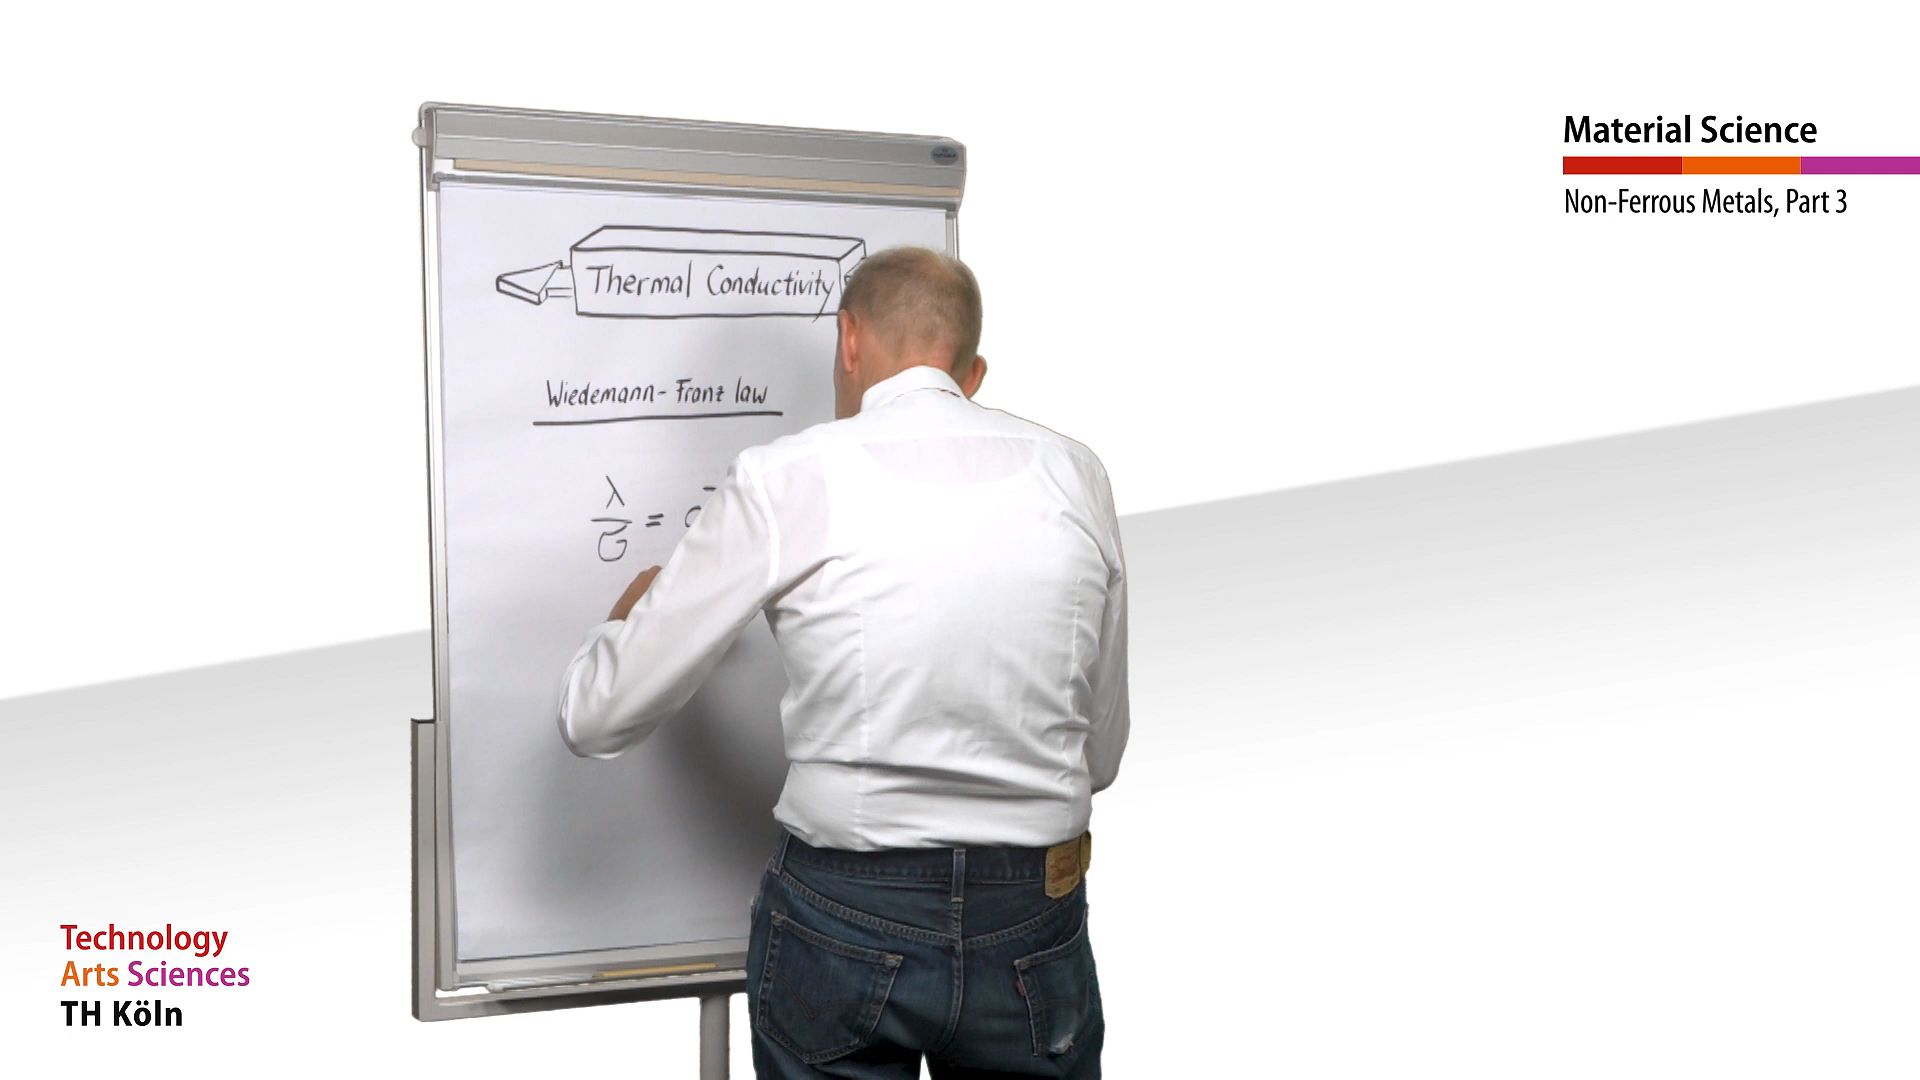 Material Science
Non-Ferrous Metals, Part 3
Thermal Conductivity
Wiedemann-Franz law
λ
σ
=
Technology
Arts Sciences
TH Köln